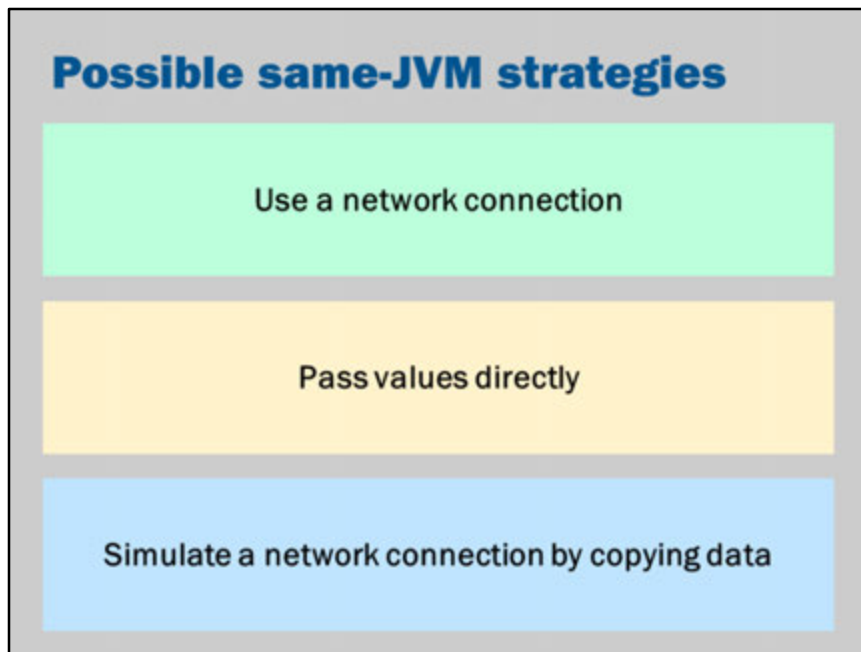 Possible same-JVM strategies
Use a network connection
Pass values directly
Simulate a network connection by copying data